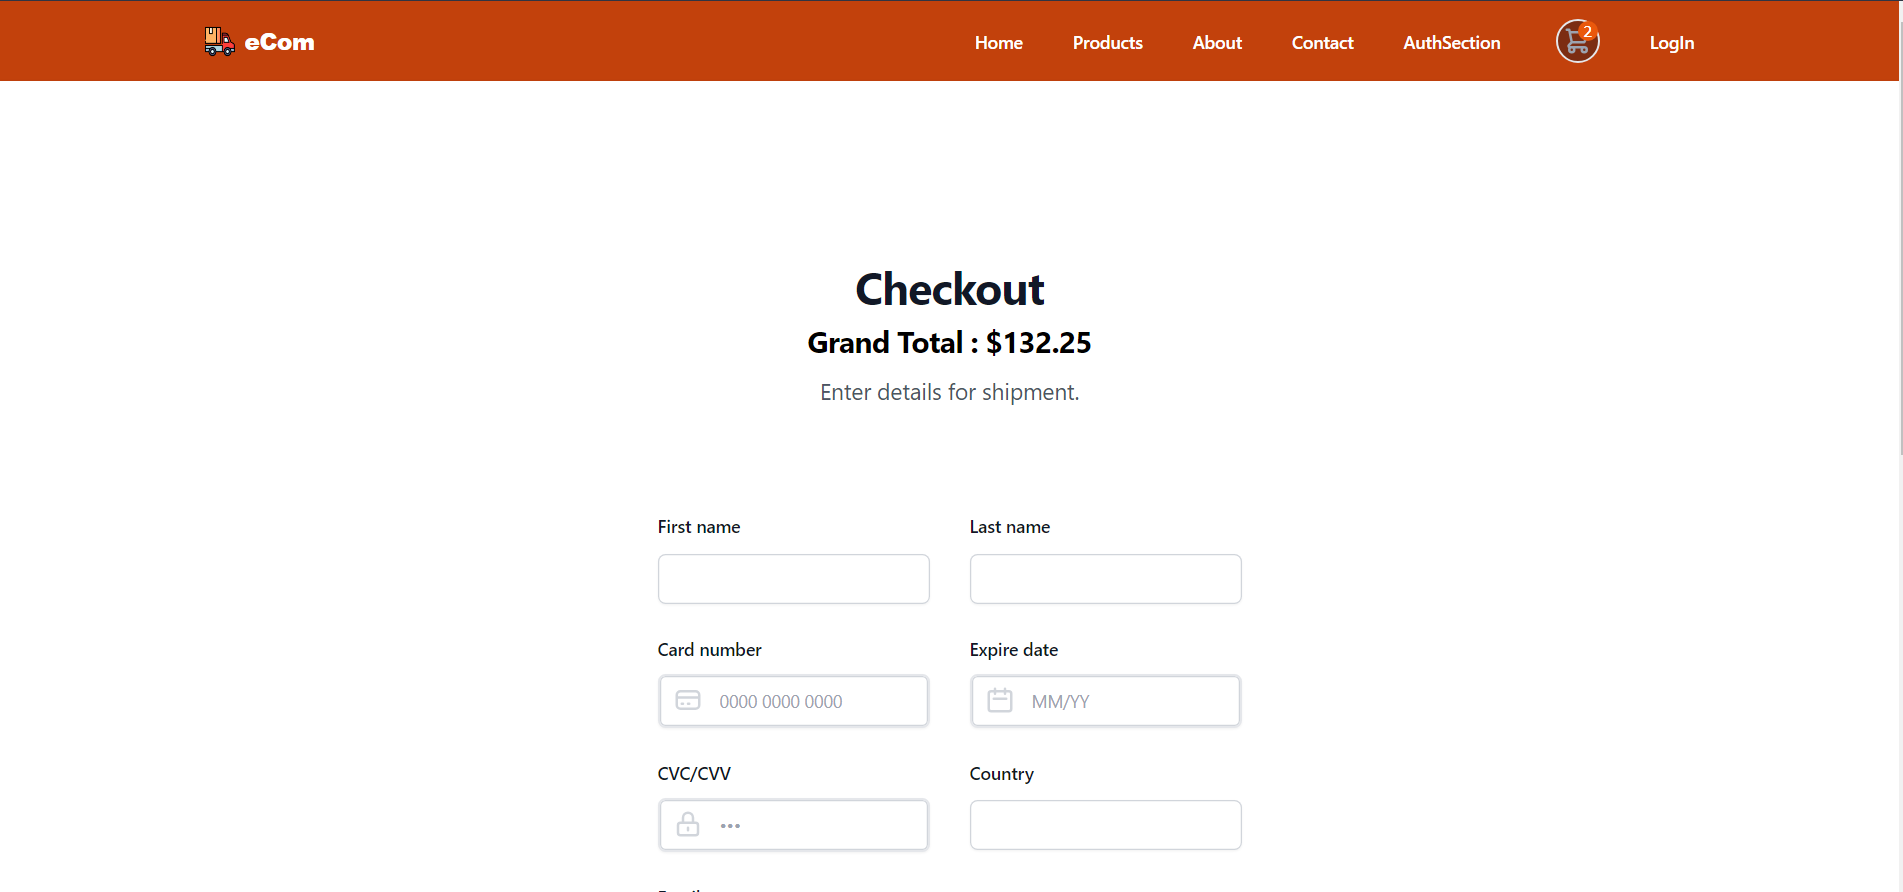 eCom
Home Products About Contact AuthSection 2 LogIn
Checkout
Grand Total : $132.25
Enter details for shipment.
First name Last name
Card number Expire date
0000 0000 0000 MM/YY
CVC/CVV Country
•••